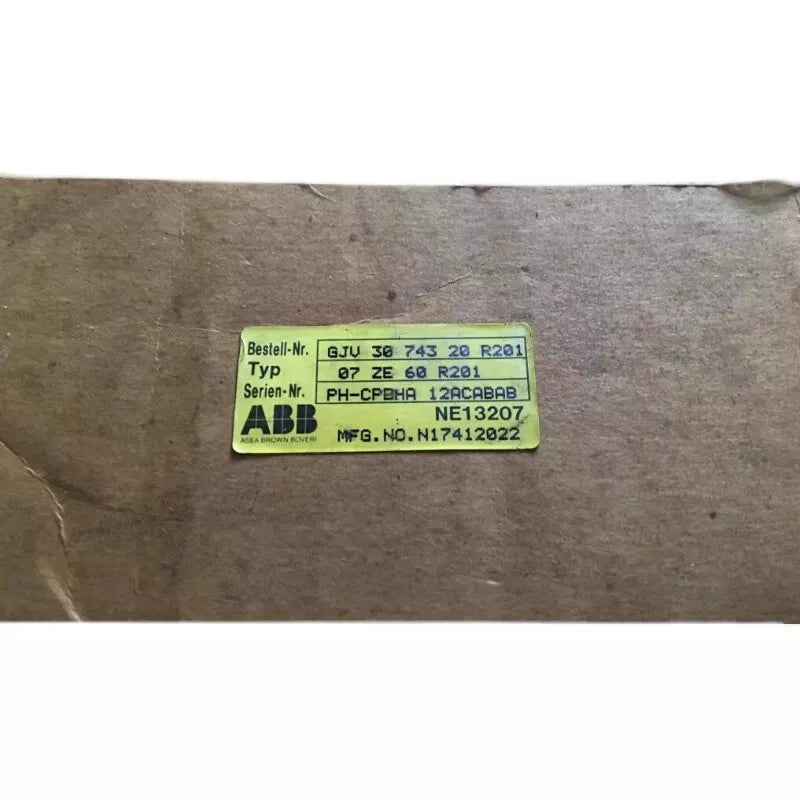 Bestell-Nr. GJV 30 743 20 R201
Typ 07 ZE 60 R201
Serien-Nr. PH-CPBHA 12ACABAB
ABB NE13207
ASEA BROWN BOVERI
MFG.NO.N17412022